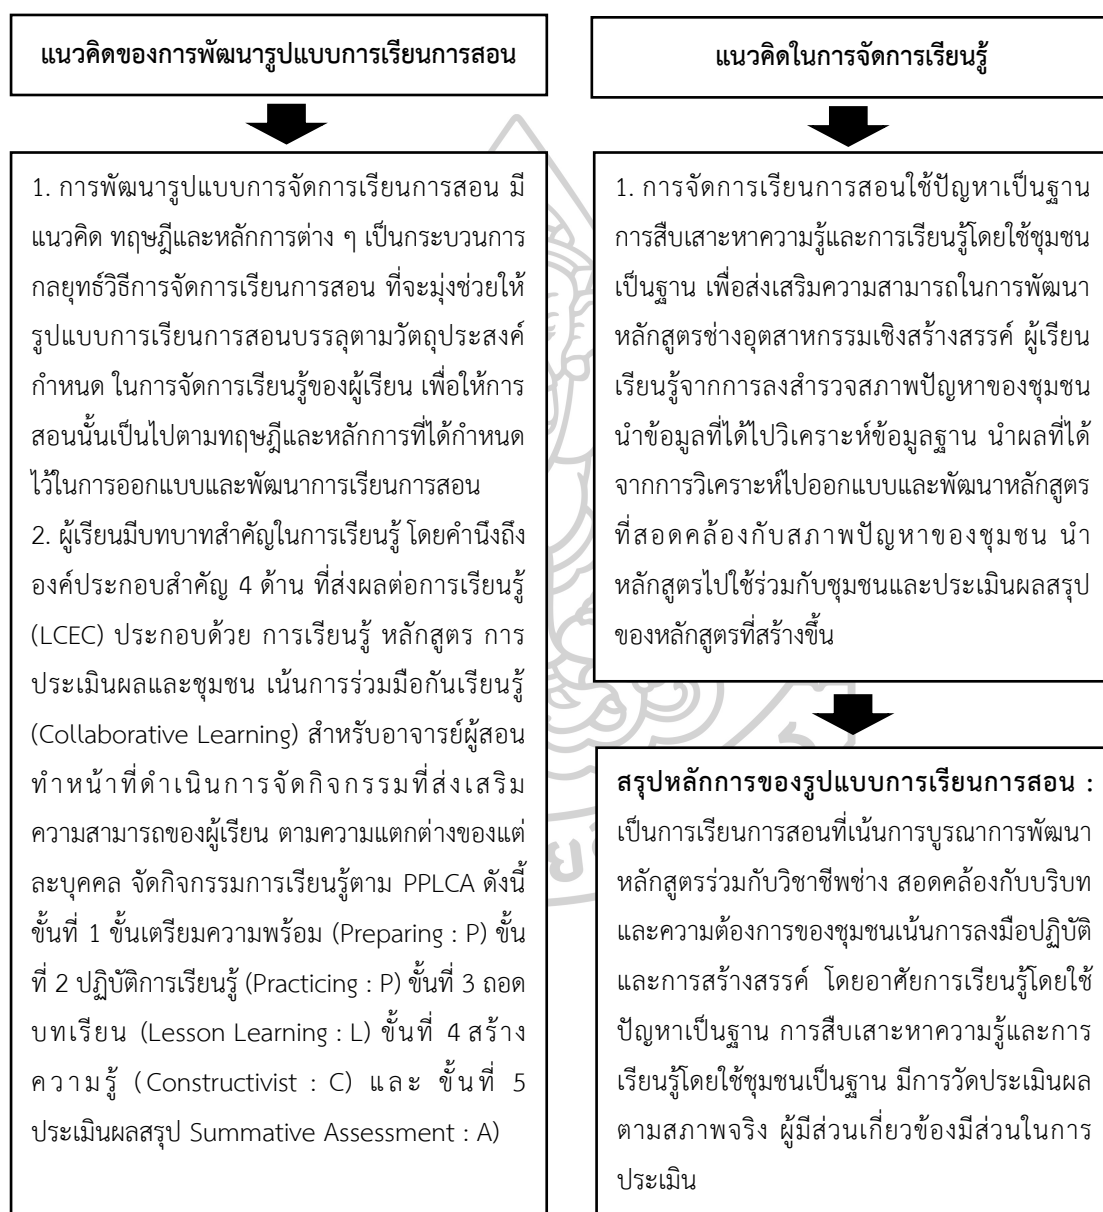 แนวคิดของการพัฒนารูปแบบการเรียนการสอน
1. การพัฒนารูปแบบการจัดการเรียนการสอน มี
แนวคิด ทฤษฎีและหลักการต่าง ๆ เป็นกระบวนการ
กลยุทธ์วิธีการจัดการเรียนการสอน ที่จะมุ่งช่วยให้
รูปแบบการเรียนการสอนบรรลุตามวัตถุประสงค์
กำหนด ในการจัดการเรียนรู้ของผู้เรียน เพื่อให้การ
สอนนั้นเป็นไปตามทฤษฎีและหลักการที่ได้กำหนด
ไว้ในการออกแบบและพัฒนาการเรียนการสอน
2. ผู้เรียนมีบทบาทสำคัญในการเรียนรู้ โดยคำนึงถึง
องค์ประกอบสำคัญ 4 ด้าน ที่ส่งผลต่อการเรียนรู้
(LCEC) ประกอบด้วย การเรียนรู้ หลักสูตร การ
ประเมินผลและชุมชน เน้นการร่วมมือกันเรียนรู้
(Collaborative Learning) สำหรับอาจารย์ผู้สอน
ทำหน้าที่ดำเนินการจัดกิจกรรมที่ส่งเสริม
ความสามารถของผู้เรียน ตามความแตกต่างของแต่
ละบุคคล จัดกิจกรรมการเรียนรู้ตาม PPLCA ดังนี้
ขั้นที่ 1 ขั้นเตรียมความพร้อม (Preparing : P) ขั้น
ที่ 2 ปฏิบัติการเรียนรู้ (Practicing : P) ขั้นที่ 3 ถอด
บทเรียน (Lesson Learning : L) ขั้นที่ 4 สร้าง
ความรู้ (Constructivist : C) และ ขั้นที่ 5
ประเมินผลสรุป Summative Assessment : A)
แนวคิดในการจัดการเรียนรู้
1. การจัดการเรียนการสอนใช้ปัญหาเป็นฐาน
การสืบเสาะหาความรู้และการเรียนรู้โดยใช้ชุมชน
เป็นฐาน เพื่อส่งเสริมความสามารถในการพัฒนา
หลักสูตรช่างอุตสาหกรรมเชิงสร้างสรรค์ ผู้เรียน
เรียนรู้จากการลงสำรวจสภาพปัญหาของชุมชน
นำข้อมูลที่ได้ไปวิเคราะห์ข้อมูลฐาน นำผลที่ได้
จากการวิเคราะห์ไปออกแบบและพัฒนาหลักสูตร
ที่สอดคล้องกับสภาพปัญหาของชุมชน นำ
หลักสูตรไปใช้ร่วมกับชุมชนและประเมินผลสรุป
ของหลักสูตรที่สร้างขึ้น
สรุปหลักการของรูปแบบการเรียนการสอน :
เป็นการเรียนการสอนที่เน้นการบูรณาการพัฒนา
หลักสูตรร่วมกับวิชาชีพช่าง สอดคล้องกับบริบท
และความต้องการของชุมชนเน้นการลงมือปฏิบัติ
และการสร้างสรรค์ โดยอาศัยการเรียนรู้โดยใช้
ปัญหาเป็นฐาน การสืบเสาะหาความรู้และการ
เรียนรู้โดยใช้ชุมชนเป็นฐาน มีการวัดประเมินผล
ตามสภาพจริง ผู้มีส่วนเกี่ยวข้องมีส่วนในการ
ประเมิน